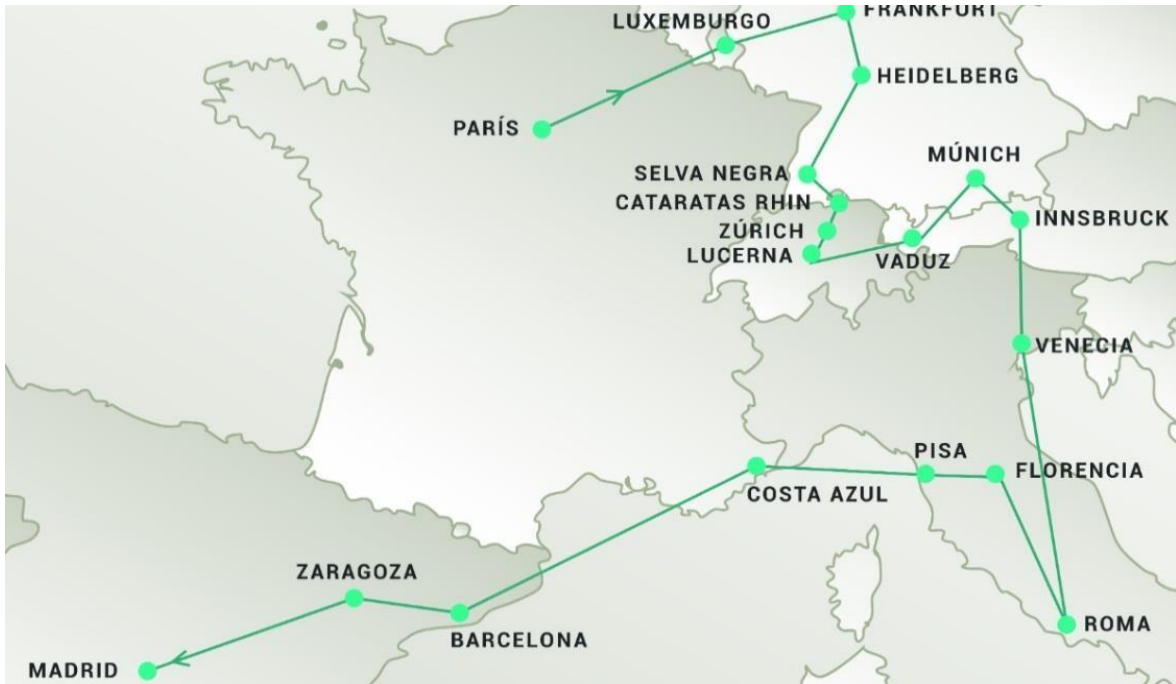 FRANKFURT
LUXEMBURGO
HEIDELBERG
PARÍS
MÚNICH
SELVA NEGRA
CATARATAS RHIN
INNSBRUCK
ZÚRICH
LUCERNA
VADUZ
VENECIA
PISA
FLORENCIA
COSTA AZUL
ZARAGOZA
ROMA
BARCELONA
MADRID